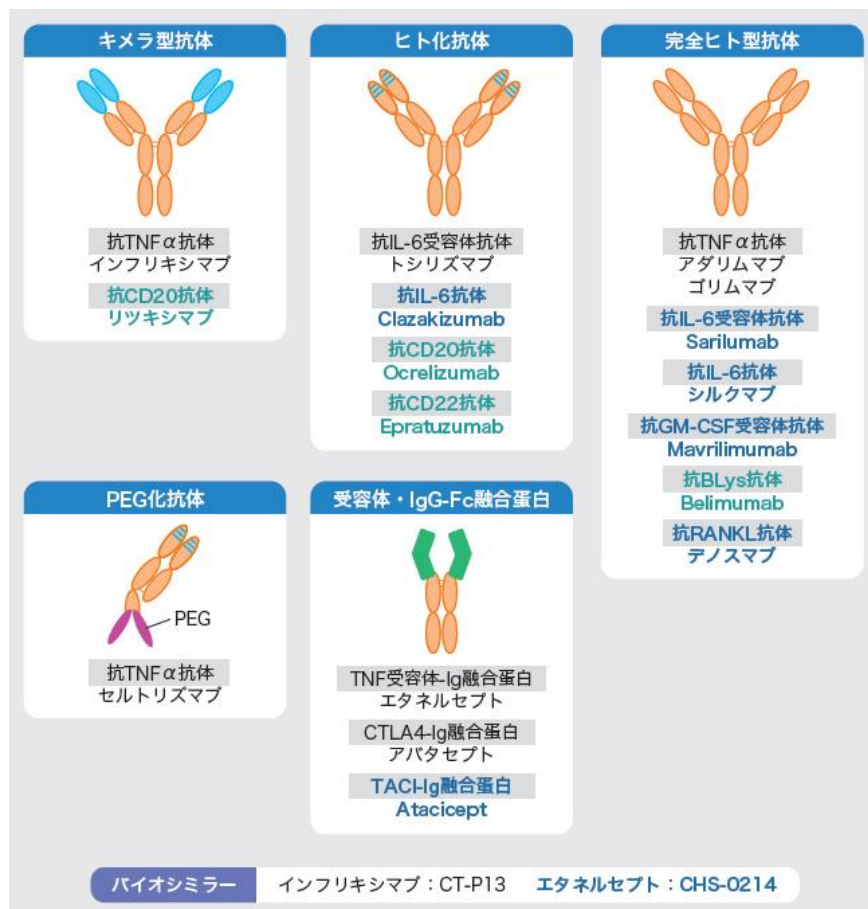 キメラ型抗体
抗TNFα抗体
インフリキシマブ
抗CD20抗体
リツキシマブ
ヒト化抗体
抗IL-6受容体抗体
トシリズマブ
抗IL-6抗体
Clazakizumab
抗CD20抗体
Ocrelizumab
抗CD22抗体
Epratuzumab
完全ヒト型抗体
抗TNFα抗体
アダリムマブ
ゴリムマブ
抗IL-6受容体抗体
Sarilumab
抗IL-6抗体
シルクマブ
抗GM-CSF受容体抗体
Mavrilimumab
抗BLys抗体
Belimumab
抗RANKL抗体
デノスマブ
PEG化抗体
PEG
抗TNFα抗体
セルトリズマブ
受容体・IgG-Fc融合蛋白
TNF受容体-Ig融合蛋白
エタネルセプト
CTLA4-Ig融合蛋白
アバタセプト
TACI-Ig融合蛋白
Atacicept
バイオシミラー インフリキシマブ：CT-P13 エタネルセプト：CHS-0214